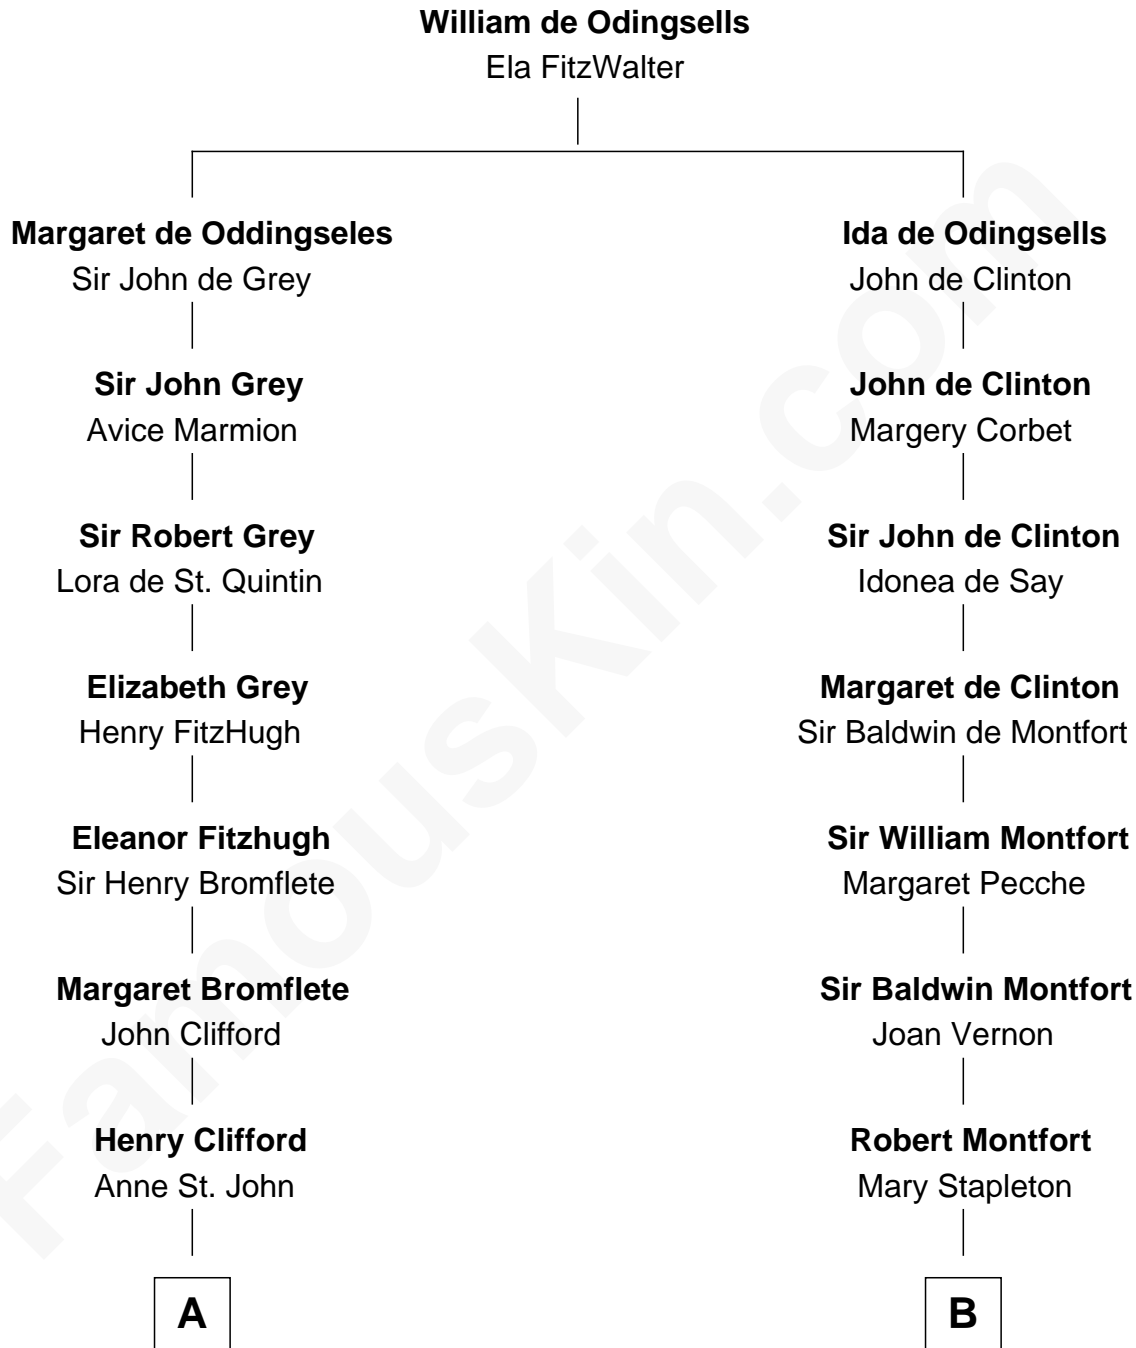 William de Odingsells
Ela FitzWalter
Margaret de Oddingseles
Sir John de Grey
Ida de Odingsells
John de Clinton
Sir John Grey
Avice Marmion
John de Clinton
Margery Corbet
Sir Robert Grey
Lora de St. Quintin
Sir John de Clinton
Idonea de Say
Elizabeth Grey
Henry FitzHugh
Margaret de Clinton
Sir Baldwin de Montfort
Eleanor Fitzhugh
Sir Henry Bromflete
Sir William Montfort
Margaret Pecche
Margaret Bromflete
John Clifford
Sir Baldwin Montfort
Joan Vernon
Henry Clifford
Anne St. John
Robert Montfort
Mary Stapleton
A
B
FamousKin.com